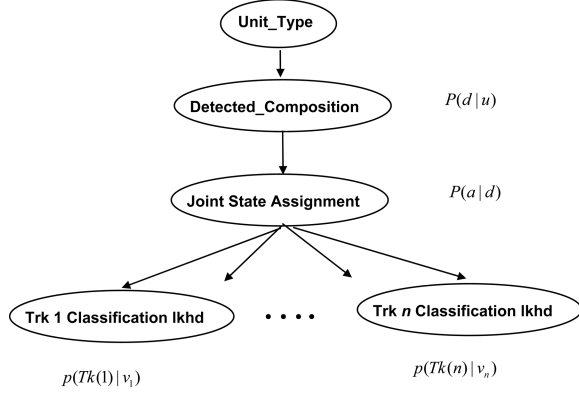 Unit_Type
Detected_Composition
P(d | u)
Joint State Assignment
P(a | d)
Trk 1 Classification lkhd
. . . .
Trk n Classification lkhd
p(Tk(1) | v₁)
p(Tk(n) | vₙ)